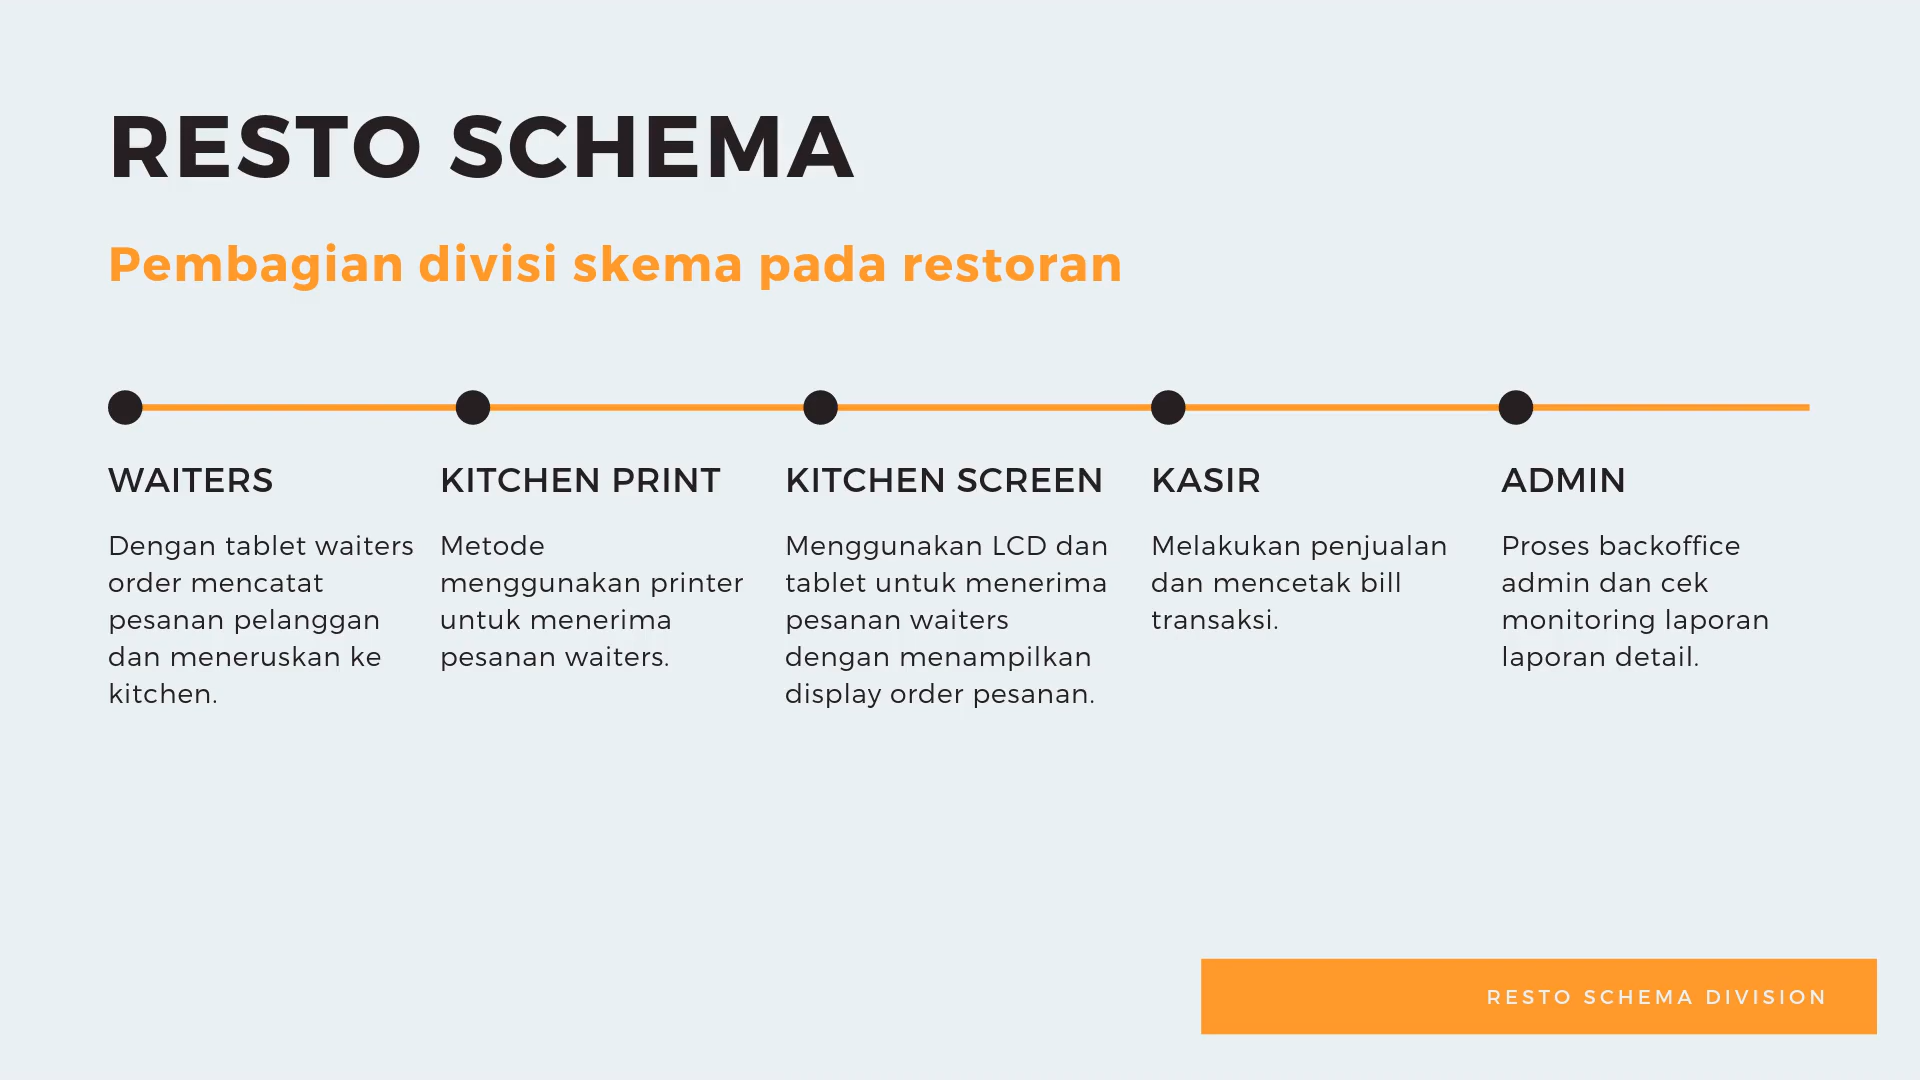 RESTO SCHEMA
Pembagian divisi skema pada restoran
WAITERS
Dengan tablet waiters
order mencatat
pesanan pelanggan
dan meneruskan ke
kitchen.
KITCHEN PRINT
Metode
menggunakan printer
untuk menerima
pesanan waiters.
KITCHEN SCREEN
Menggunakan LCD dan
tablet untuk menerima
pesanan waiters
dengan menampilkan
display order pesanan.
KASIR
Melakukan penjualan
dan mencetak bill
transaksi.
ADMIN
Proses backoffice
admin dan cek
monitoring laporan
laporan detail.
RESTO SCHEMA DIVISION